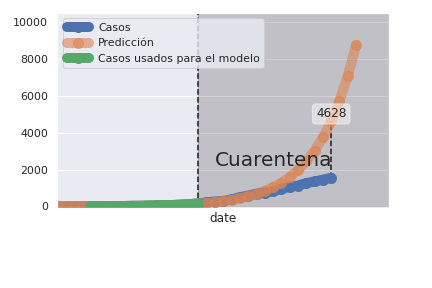 10000
8000
6000
4000
2000
0
Casos
Predicción
Casos usados para el modelo
4628
Cuarentena
date